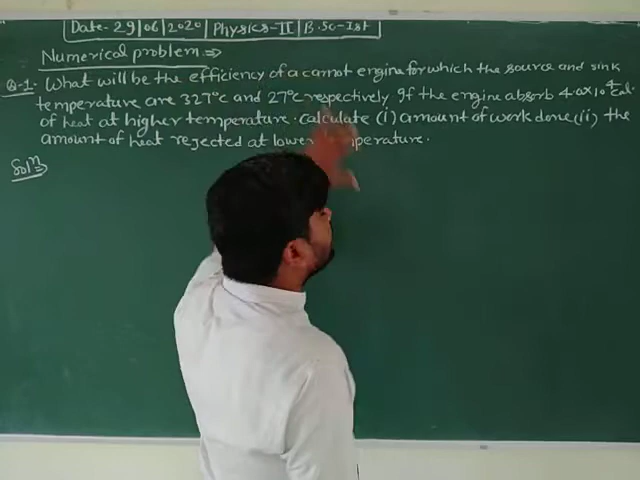 Date-29|06|2020|Physics-II|B.Sc-Ist
Numerical problem ⇒
Q-1. What will be the efficiency of a carnot engine for which the source and sink
temperature are 327°c and 27°c respectively If the engine absorb 4.0x10⁴ cal.
of heat at higher temperature. calculate (i) amount of work done (ii) the
amount of heat rejected at lower temperature.
Solⁿ⇒